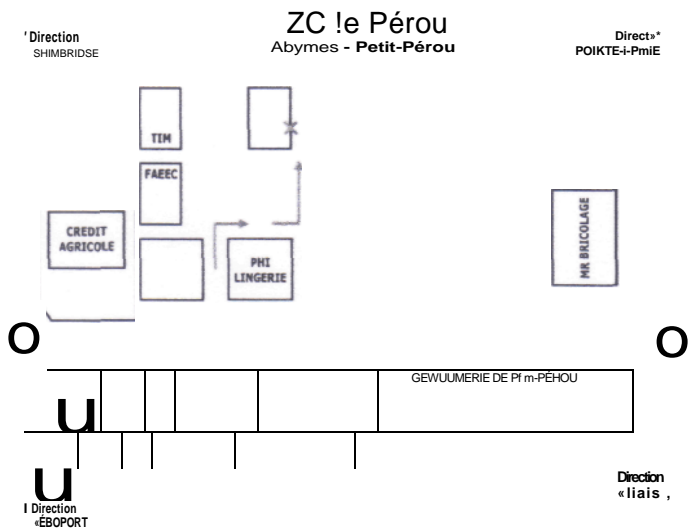 ' Direction
SHIMBRIDSE
ZC !e Pérou
Abymes - Petit-Pérou
Direct»*
POIKTE-i-PmiE
TIM
FAEEC
CREDIT
AGRICOLE
PHI
LINGERIE
MR BRICOLAGE
O
O
GEWUUMERIE DE Pf m-PÉHOU
u
u
I Direction
«ÉBOPORT
Direction
«liais ,